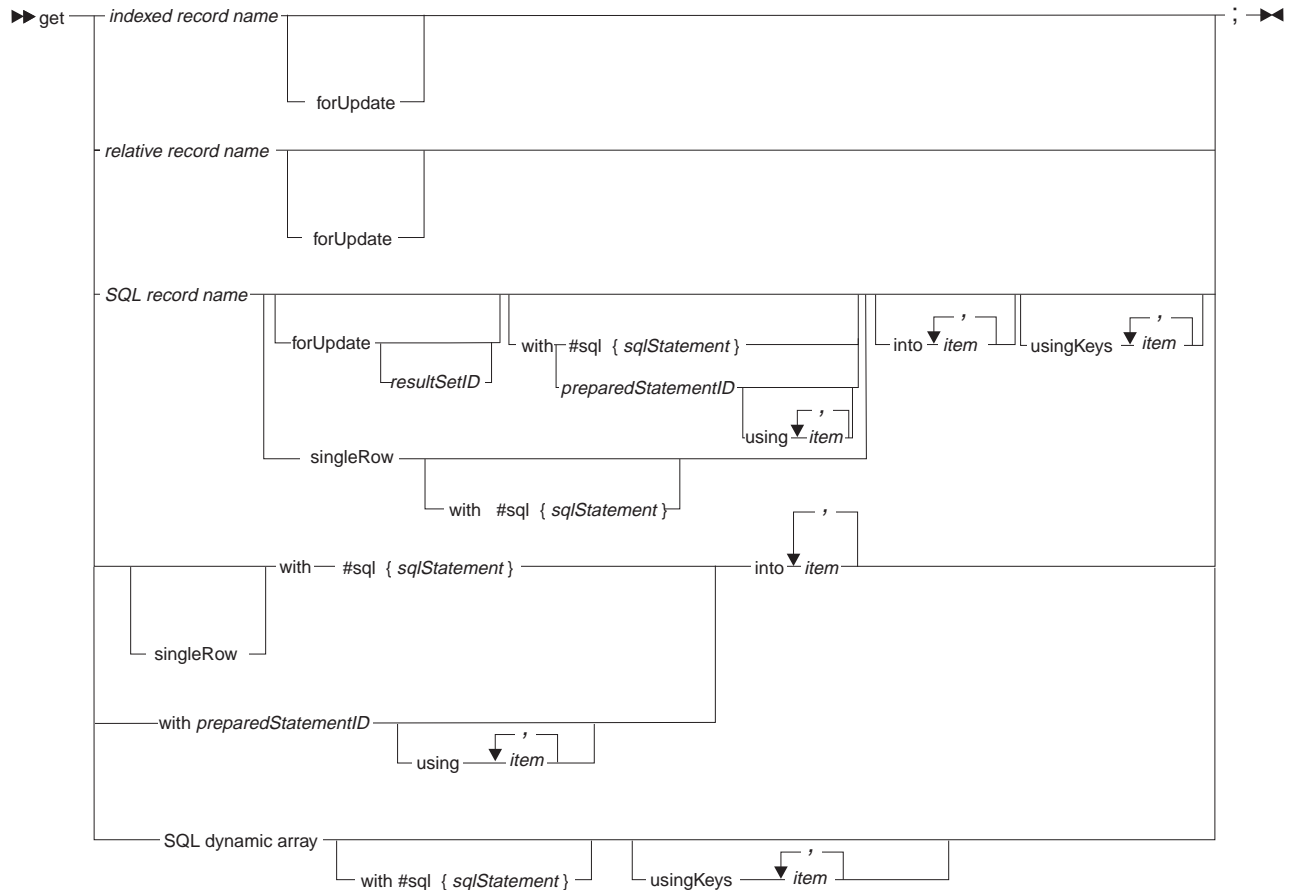 get indexed record name ;
forUpdate
relative record name
forUpdate
SQL record name
, ,
forUpdate with #sql { sqlStatement } into item usingKeys item
resultSetID preparedStatementID
,
using item
singleRow
with #sql { sqlStatement }
,
with #sql { sqlStatement } into item
singleRow
with preparedStatementID
,
using item
SQL dynamic array
,
with #sql { sqlStatement } usingKeys item